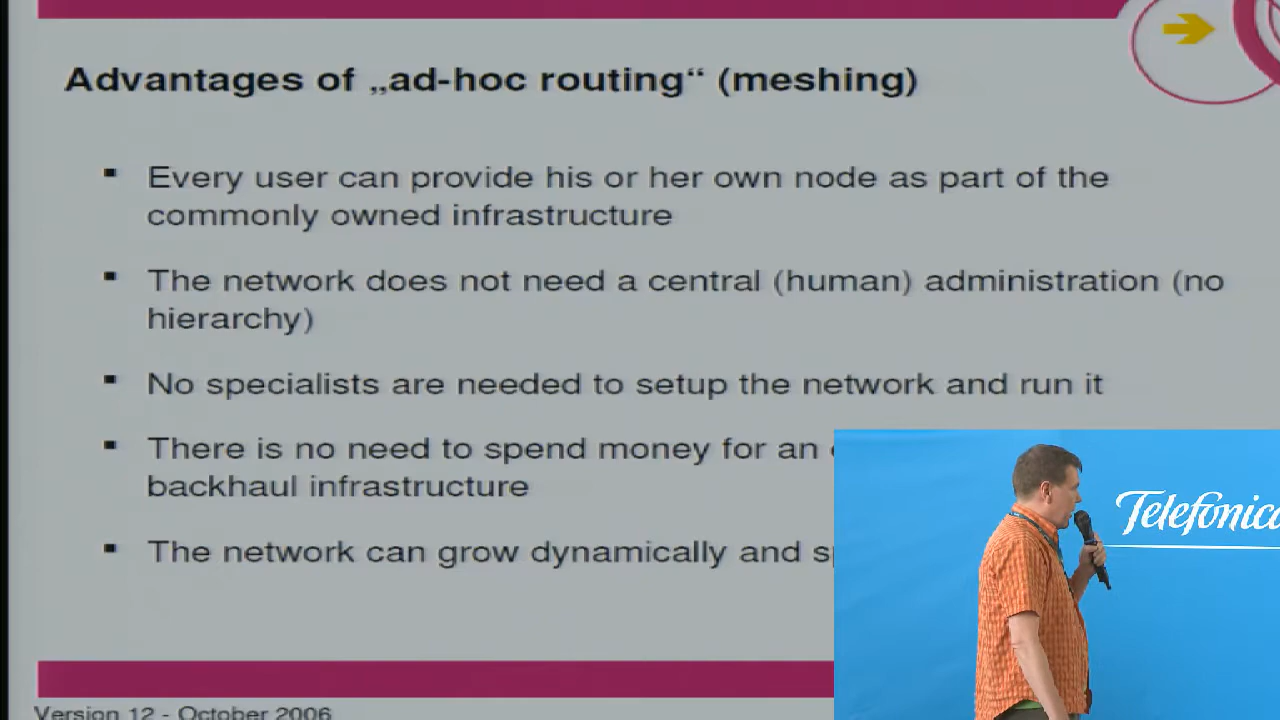 Advantages of „ad-hoc routing“ (meshing)
Every user can provide his or her own node as part of the
commonly owned infrastructure
The network does not need a central (human) administration (no
hierarchy)
No specialists are needed to setup the network and run it
There is no need to spend money for an
backhaul infrastructure
The network can grow dynamically and
Telefónica
Version 12 - October 2006